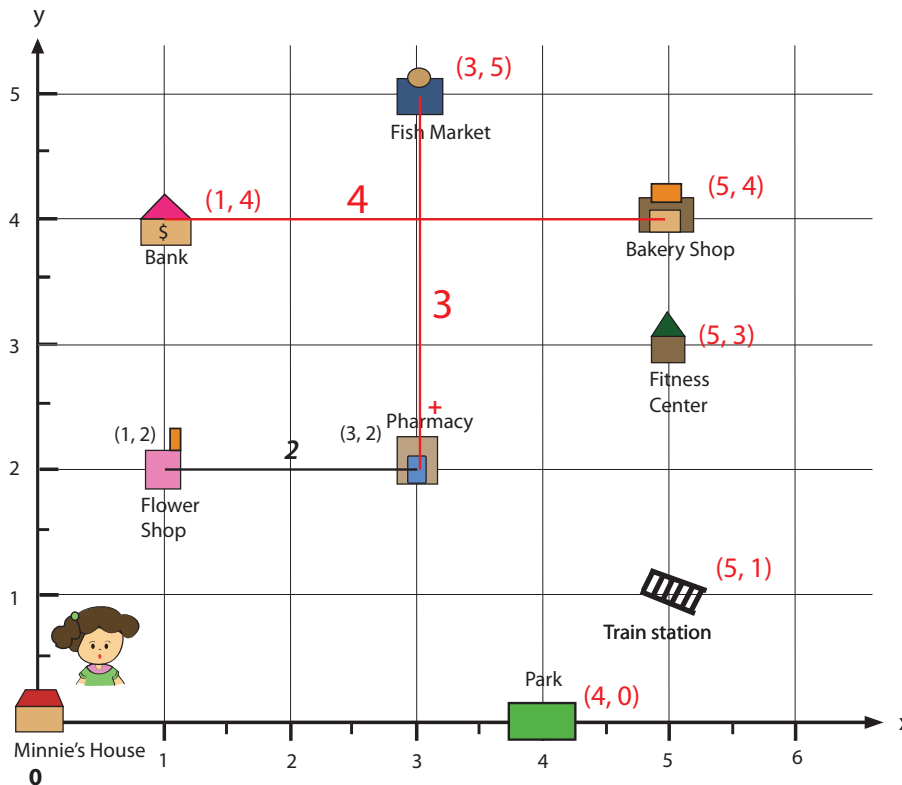 y
5
(3, 5)
Fish Market
(1, 4)
4
(5, 4)
4
$
Bank
Bakery Shop
3
3
(5, 3)
Fitness
Center
+
Pharmacy
(1, 2)
(3, 2)
2
2
Flower
Shop
(5, 1)
1
Train station
Park
(4, 0)
x
Minnie's House
1
2
3
4
5
6
0